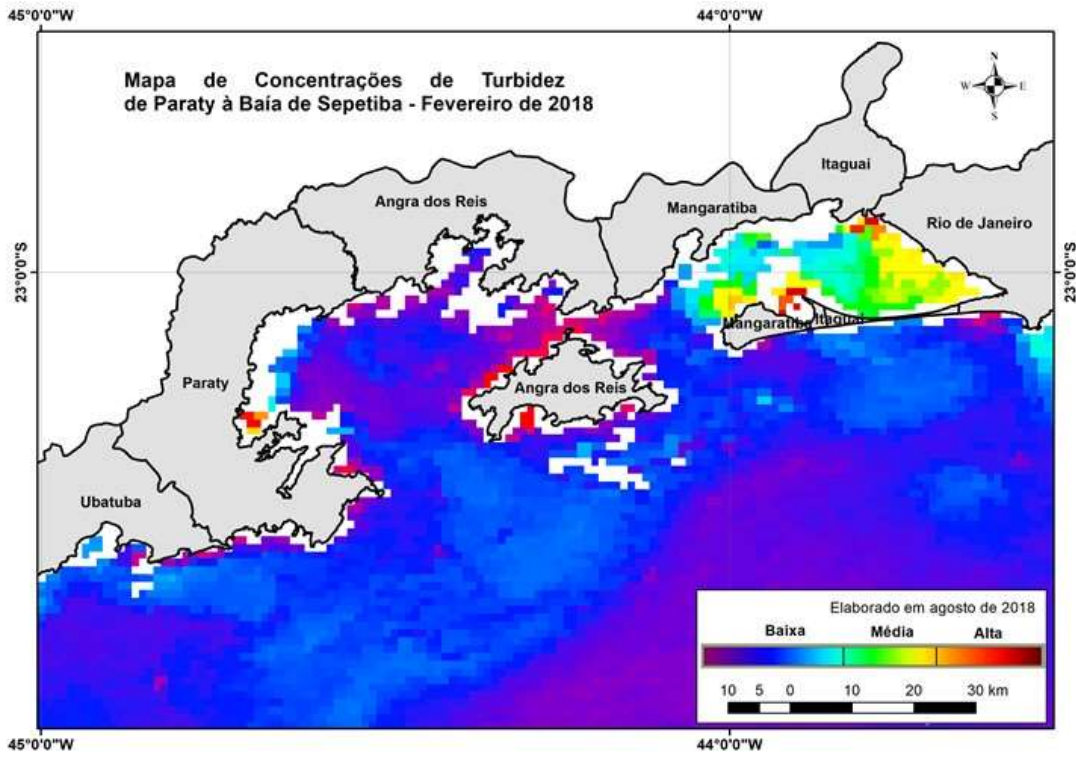 45°0'0"W
44°0'0"W
Mapa de Concentrações de Turbidez
de Paraty à Baía de Sepetiba - Fevereiro de 2018
N
W
E
S
Itaguai
Angra dos Reis
Mangaratiba
Rio de Janeiro
23°0'0"S
23°0'0"S
Mangaratiba
Itaguai
Paraty
Angra dos Reis
Ubatuba
Elaborado em agosto de 2018
Baixa Média Alta
10 5 0 10 20 30 km
45°0'0"W
44°0'0"W